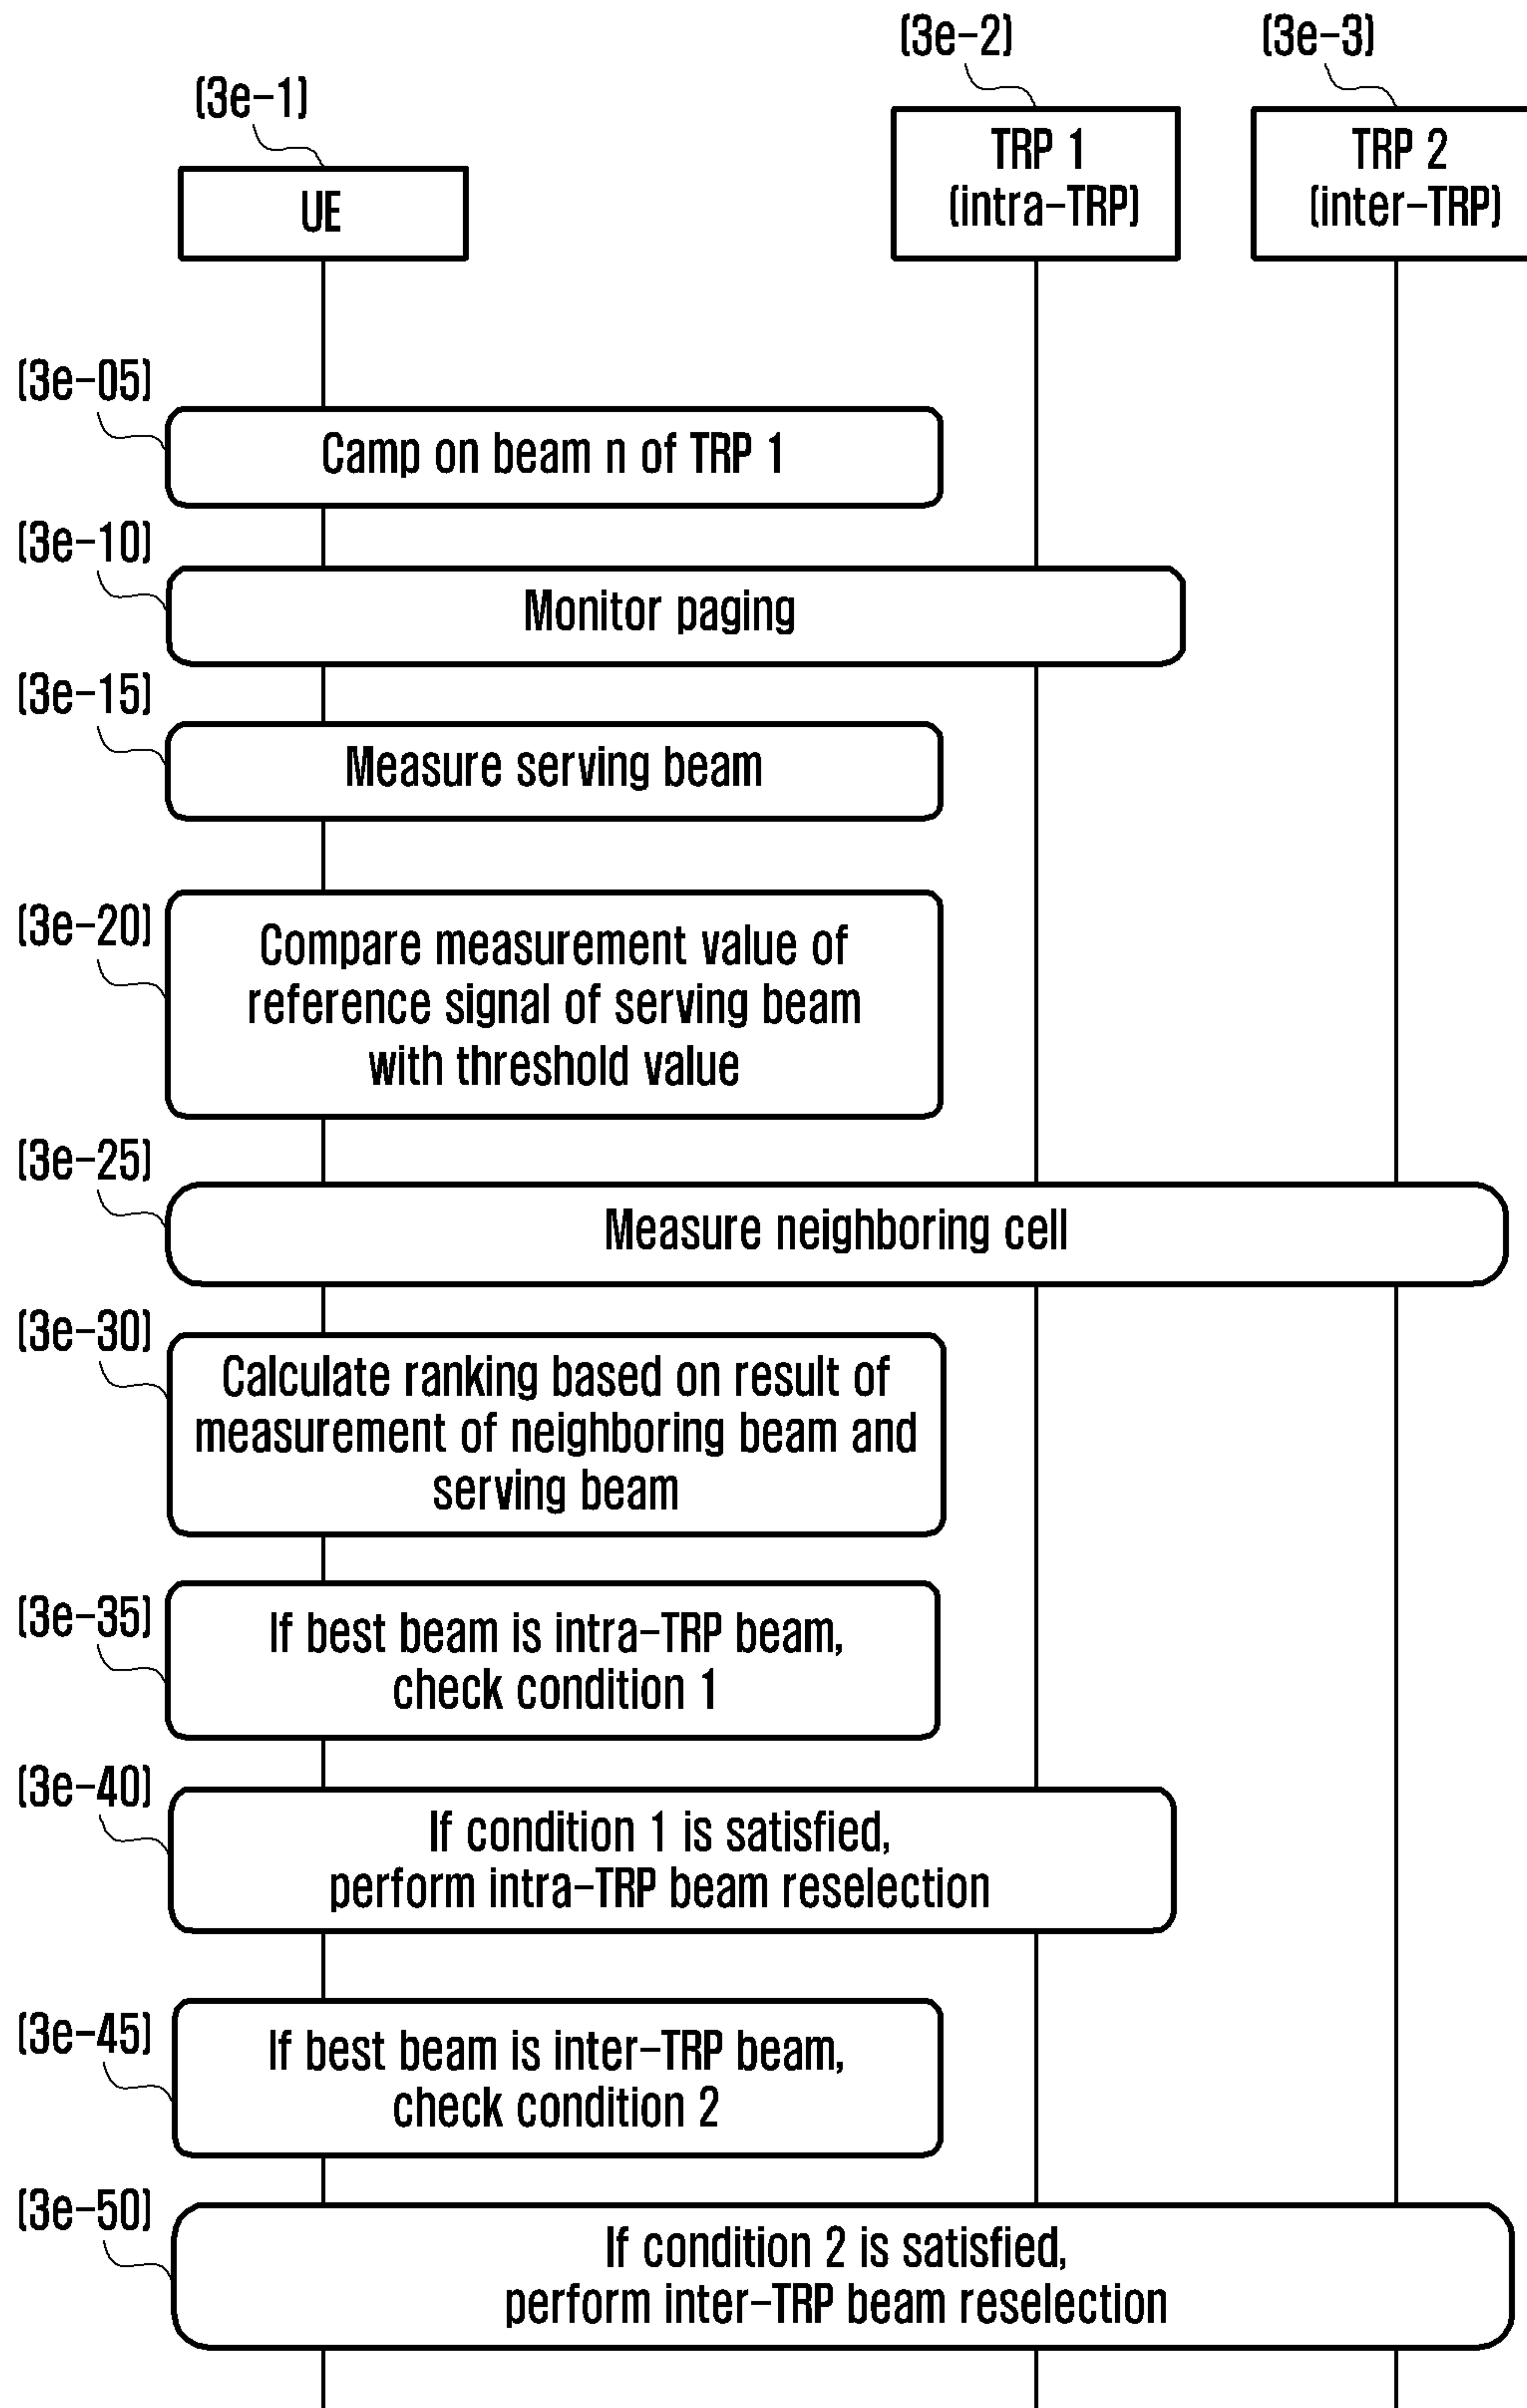 (3e-2)
(3e-3)
(3e-1)
TRP 1
(intra-TRP)
TRP 2
(inter-TRP)
UE
(3e-05)
Camp on beam n of TRP 1
(3e-10)
Monitor paging
(3e-15)
Measure serving beam
(3e-20)
Compare measurement value of
reference signal of serving beam
with threshold value
(3e-25)
Measure neighboring cell
(3e-30)
Calculate ranking based on result of
measurement of neighboring beam and
serving beam
(3e-35)
If best beam is intra-TRP beam,
check condition 1
(3e-40)
If condition 1 is satisfied,
perform intra-TRP beam reselection
(3e-45)
If best beam is inter-TRP beam,
check condition 2
(3e-50)
If condition 2 is satisfied,
perform inter-TRP beam reselection